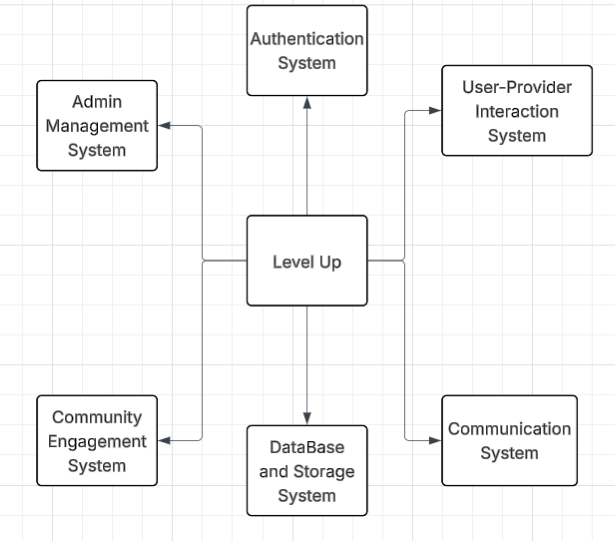 Authentication
System
User-Provider
Interaction
System
Admin
Management
System
Level Up
Community
Engagement
System
DataBase
and Storage
System
Communication
System